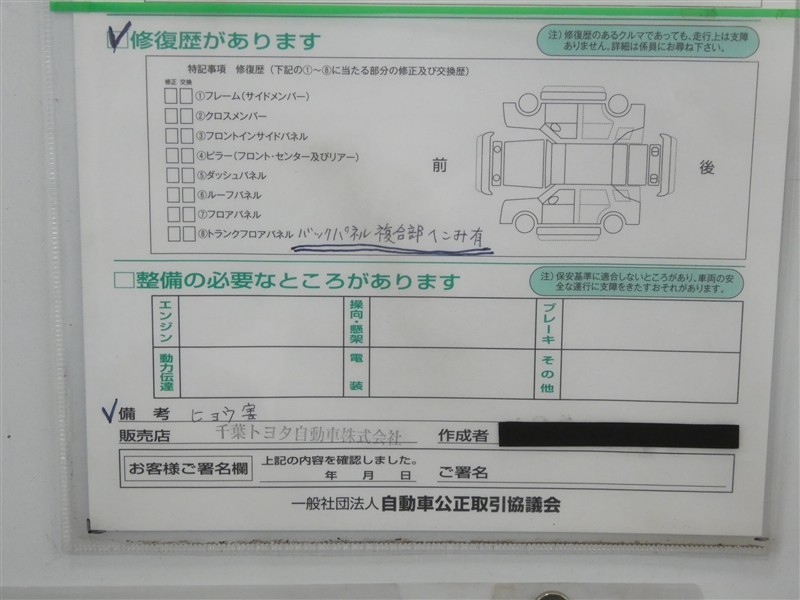 修復歴があります
注）修復歴のあるクルマであっても、走行上は支障
ありません。詳細は係員にお尋ね下さい。
特記事項 修復歴（下記の①〜⑧に当たる部分の修正及び交換歴）
修正 交換
①フレーム（サイドメンバー）
②クロスメンバー
③フロントインサイドパネル
④ピラー（フロント・センター及びリアー）
⑤ダッシュパネル
⑥ルーフパネル
⑦フロアパネル
⑧トランクフロアパネル バックパネル 複合部 へこみ有
前
後
整備の必要なところがあります
注）保安基準に適合しないところがあり、車両の安
全な運行に支障をきたすおそれがあります。
エンジン
操向・懸架
ブレーキ
動力伝達
電装
その他
備考 ヒョウ害
販売店 千葉トヨタ自動車株式会社 作成者
お客様ご署名欄 上記の内容を確認しました。
年 月 日 ご署名
一般社団法人 自動車公正取引協議会